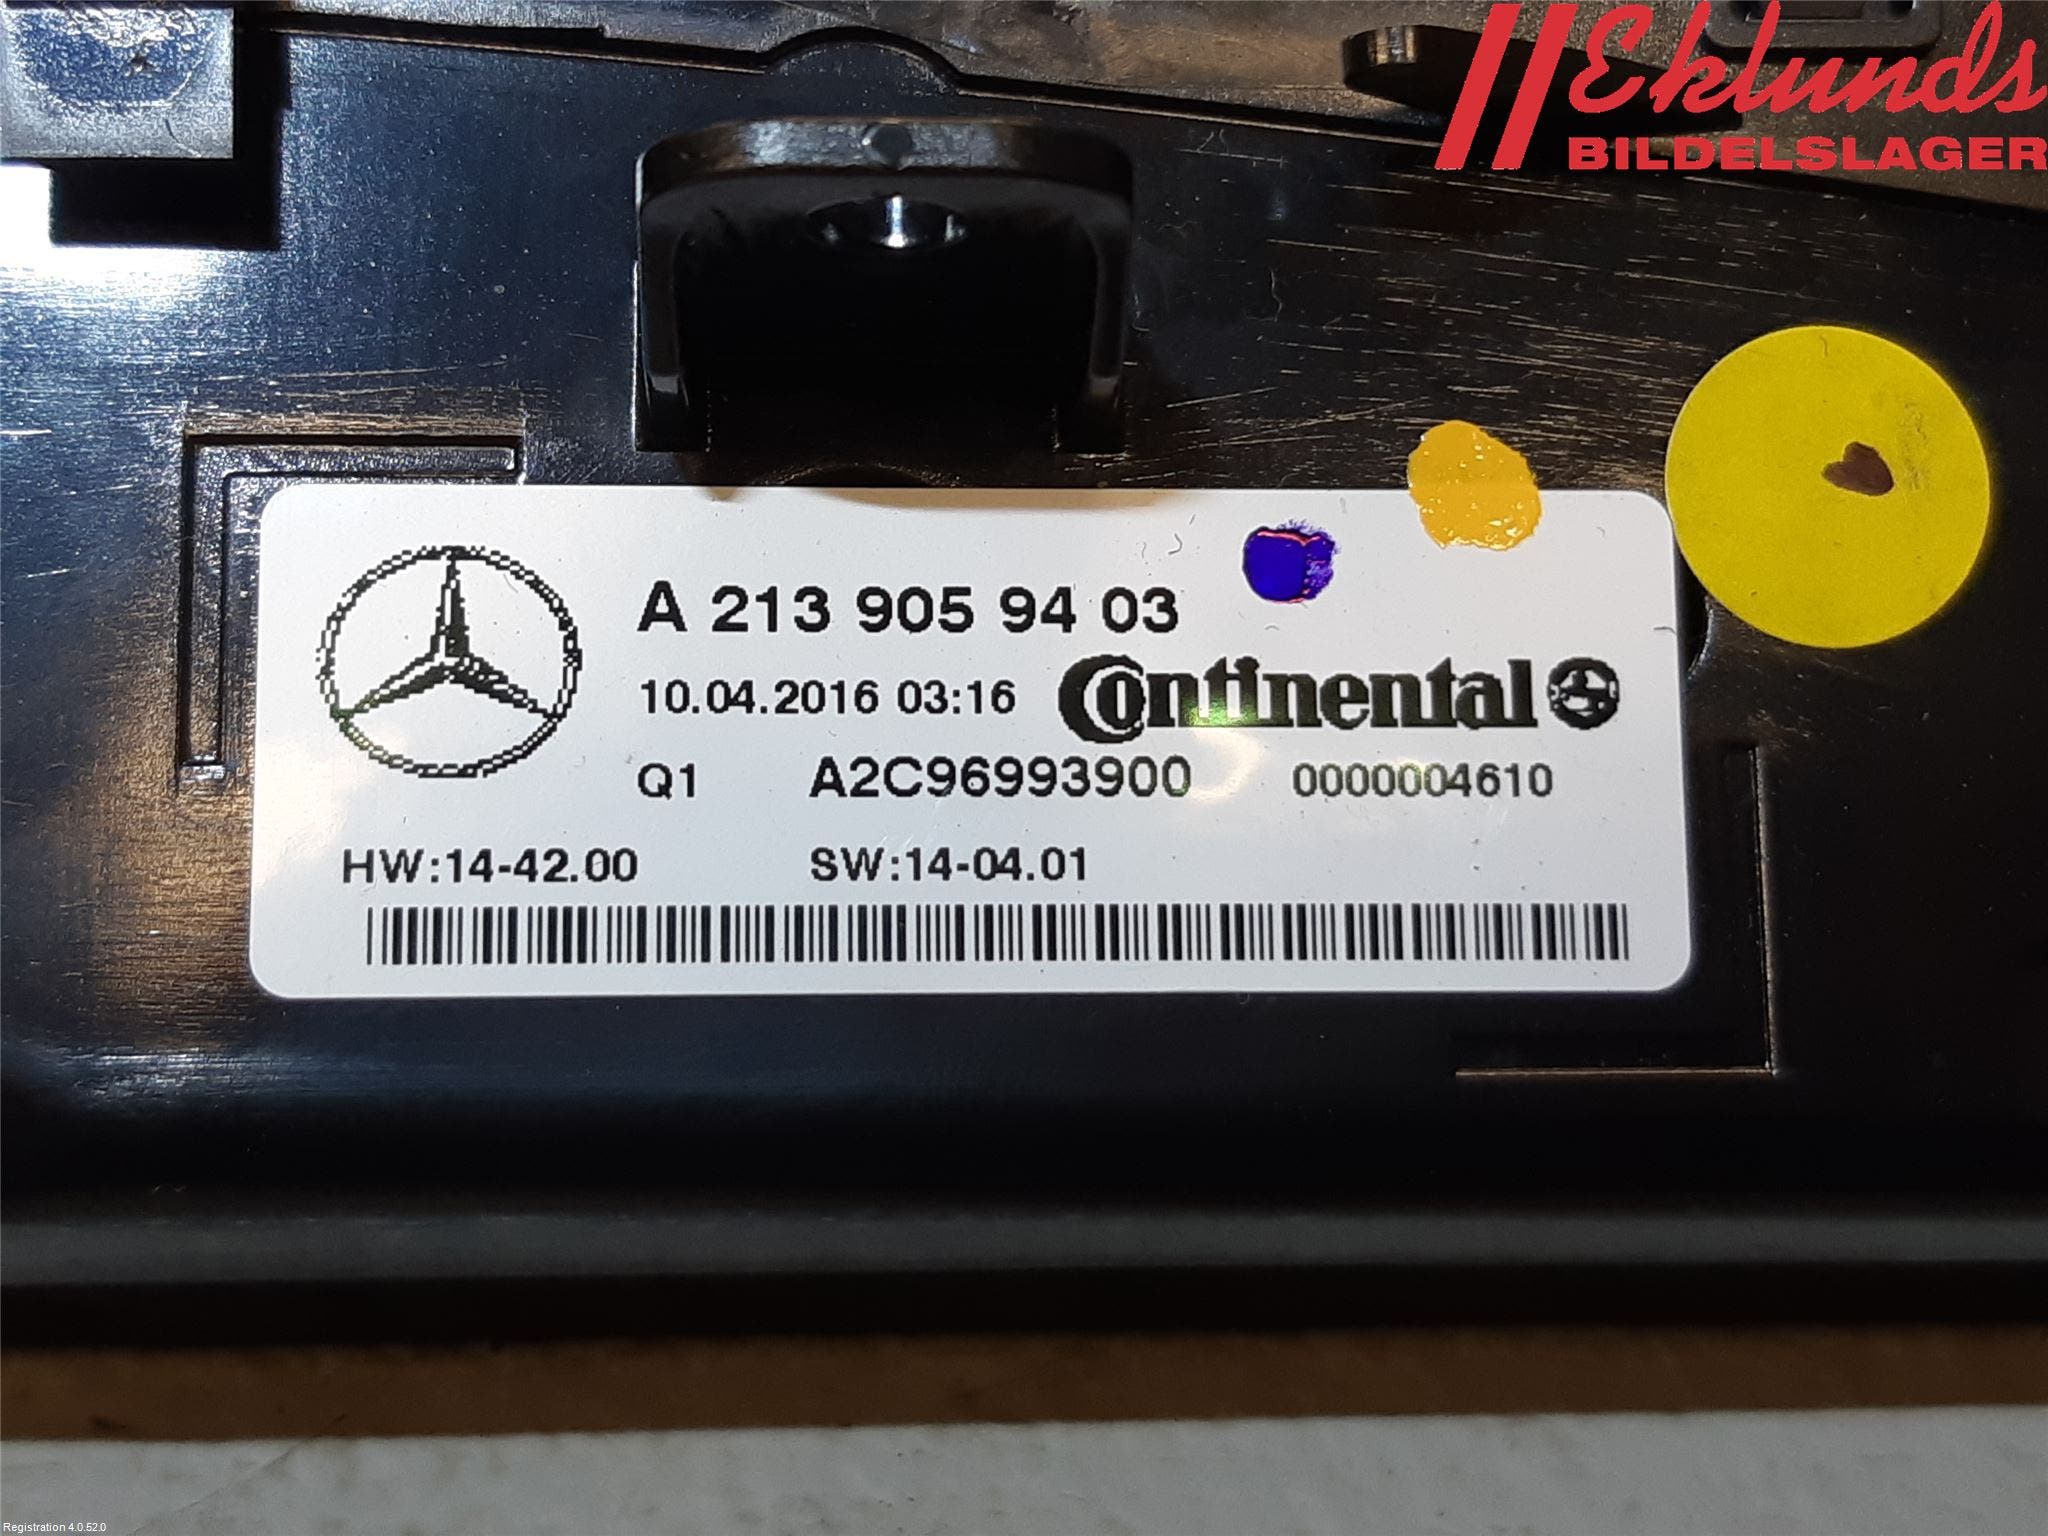 Eklunds
BILDELSLAGER
A 213 905 94 03
10.04.2016 03:16 Continental
Q1 A2C96993900 0000004610
HW:14-42.00 SW:14-04.01
Registration 4.0.52.0